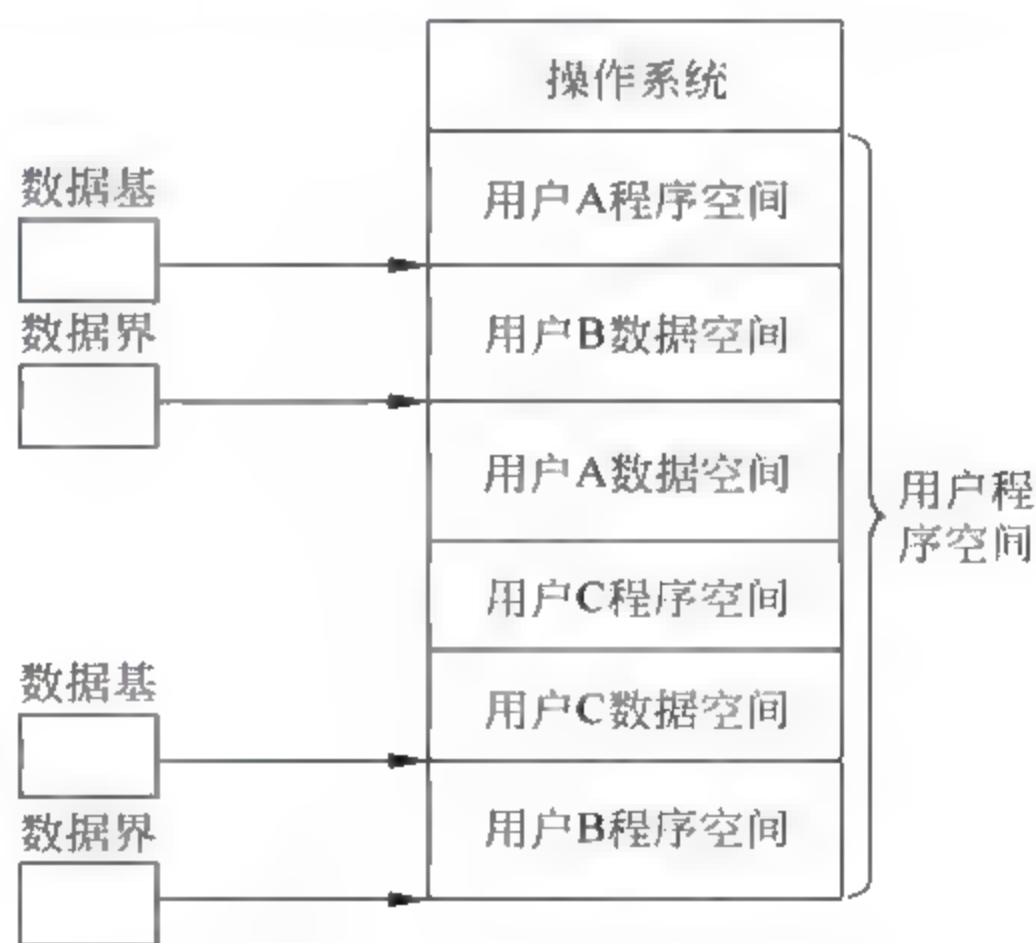 操作系统
数据基
用户A程序空间
数据界
用户B数据空间
用户A数据空间
用户程
序空间
用户C程序空间
数据基
用户C数据空间
数据界
用户B程序空间